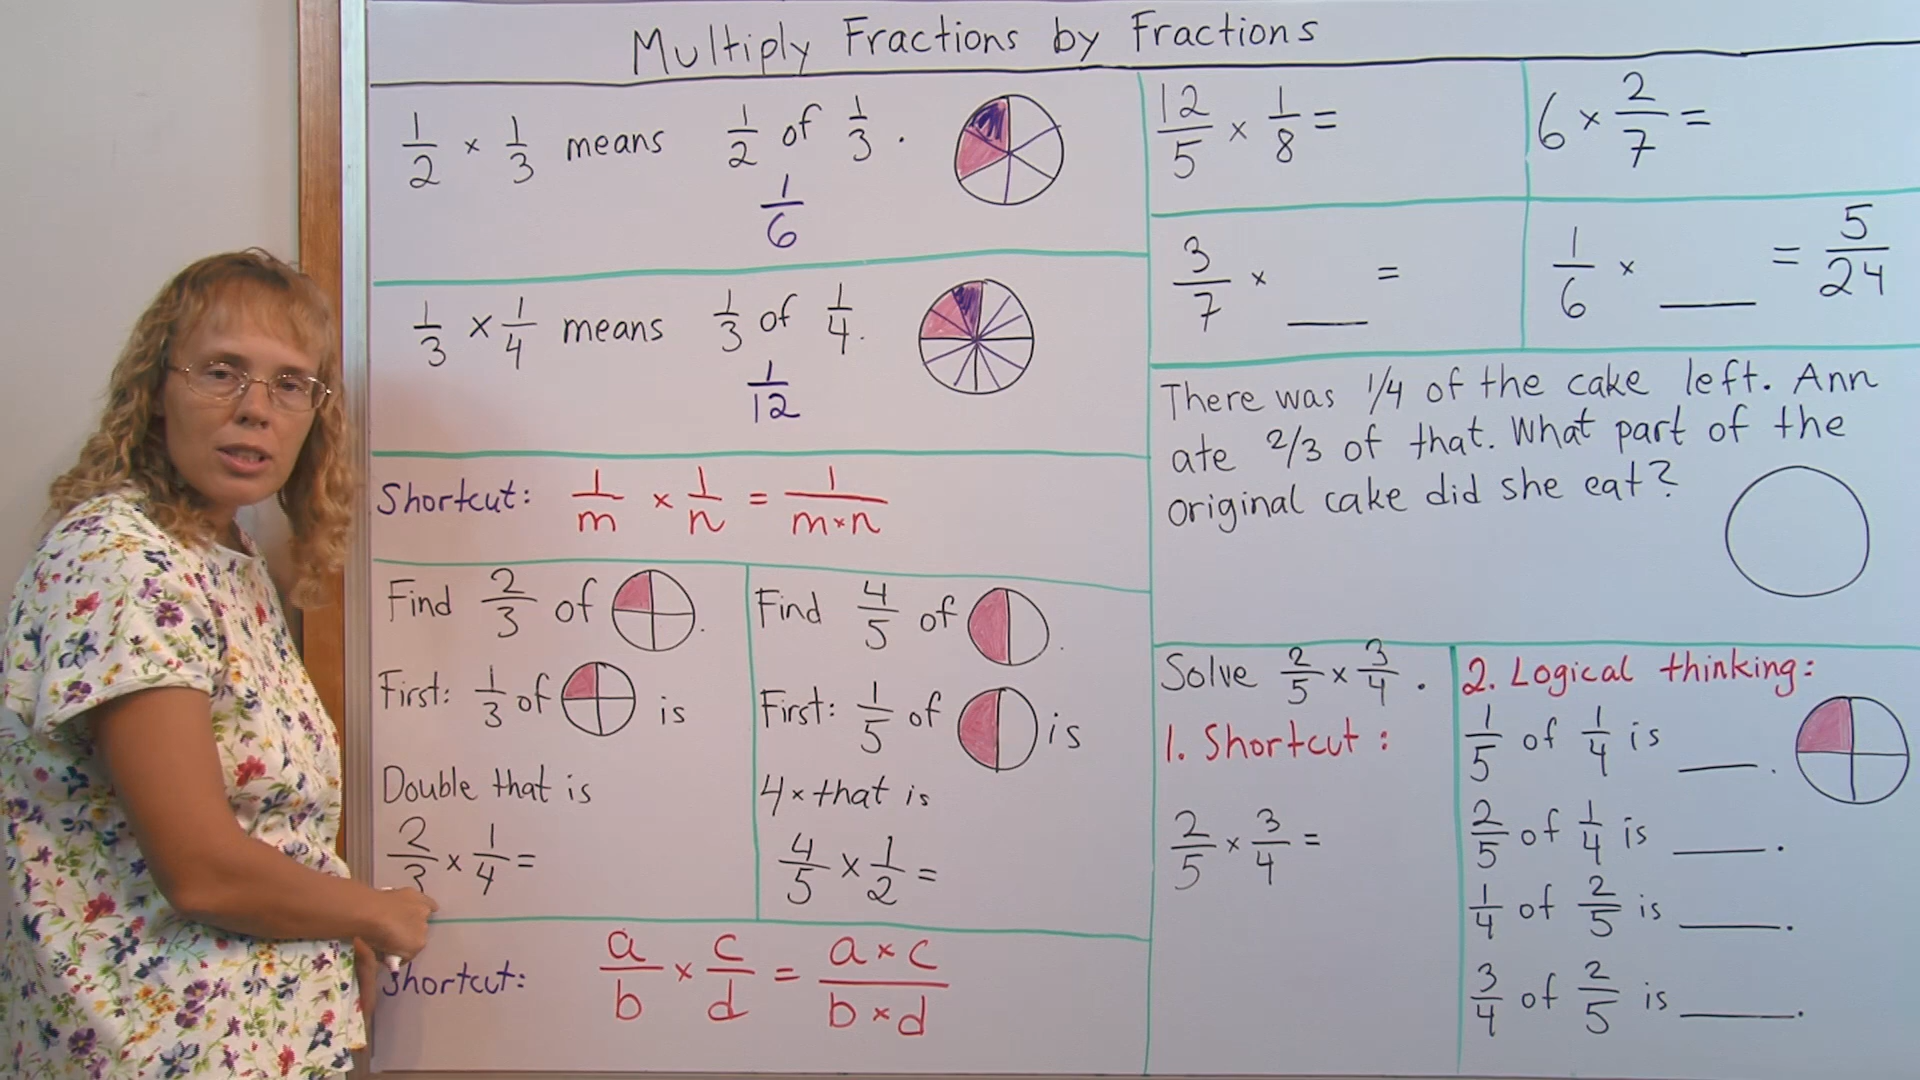 Multiply Fractions by Fractions
1/2 × 1/3 means 1/2 of 1/3.
1/6
1/3 × 1/4 means 1/3 of 1/4.
1/12
Shortcut: 1/m × 1/n = 1/m×n
Find 2/3 of
First: 1/3 of is
Double that is
2/3 × 1/4 =
Find 4/5 of .
First: 1/5 of is
4 × that is
4/5 × 1/2 =
Shortcut: a/b × c/d = a×c/b×d
12/5 × 1/8 =
6 × 2/7 =
3/7 × ___ =
1/6 × ___ = 5/24
There was 1/4 of the cake left. Ann
ate 2/3 of that. What part of the
original cake did she eat?
Solve 2/5 × 3/4.
1. Shortcut:
2/5 × 3/4 =
2. Logical thinking:
1/5 of 1/4 is ___.
2/5 of 1/4 is ___.
1/4 of 2/5 is ___.
3/4 of 2/5 is ___.